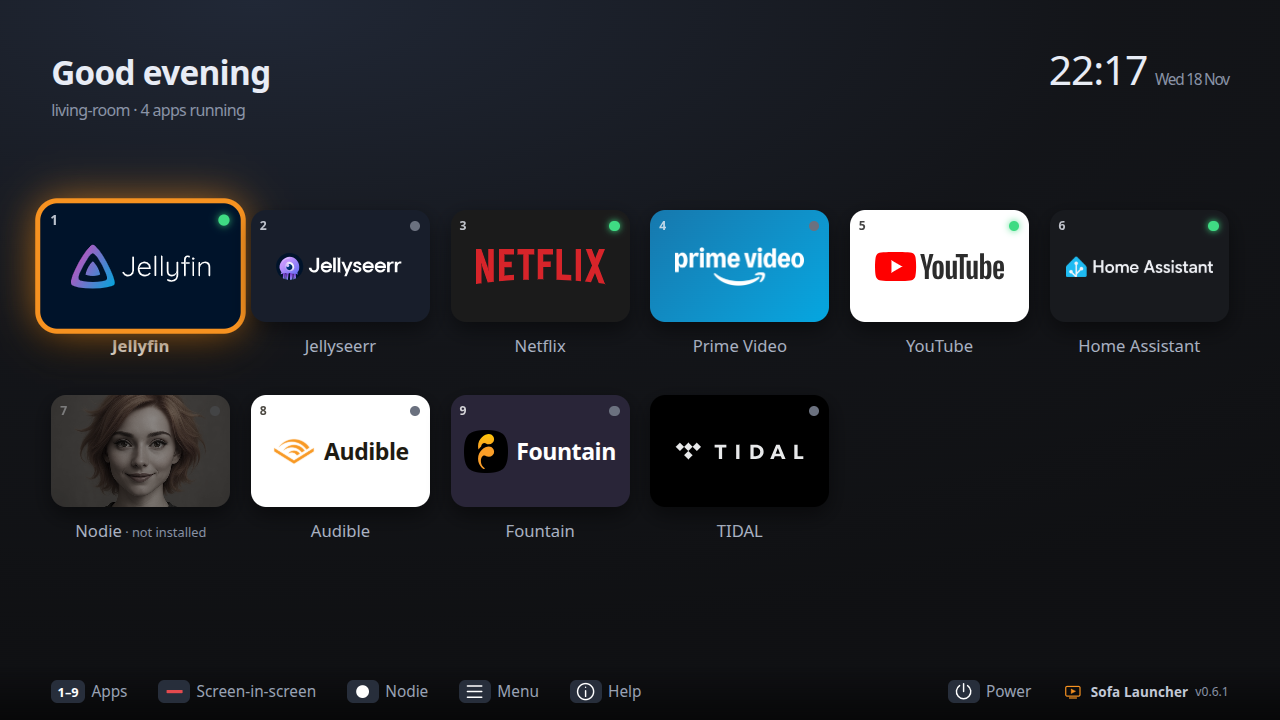 Good evening
22:17 Wed 18 Nov
living-room · 4 apps running
1
Jellyfin
2
Jellyseerr
3
NETFLIX
4
prime video
5
YouTube
6
Home Assistant
Jellyfin
Jellyseerr
Netflix
Prime Video
YouTube
Home Assistant
7
8
Audible
9
Fountain
TIDAL
Nodie · not installed
Audible
Fountain
TIDAL
1–9 Apps
Screen-in-screen
Nodie
Menu
Help
Power
Sofa Launcher v0.6.1